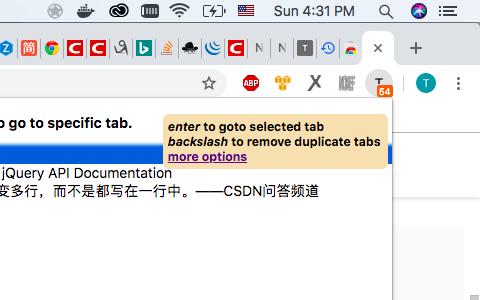 Sun 4:31 PM
Z 简 C C C N N T
ABP X T 54 T
o go to specific tab.
enter to goto selected tab
backslash to remove duplicate tabs
more options
jQuery API Documentation
变多行，而不是都写在一行中。——CSDN问答频道